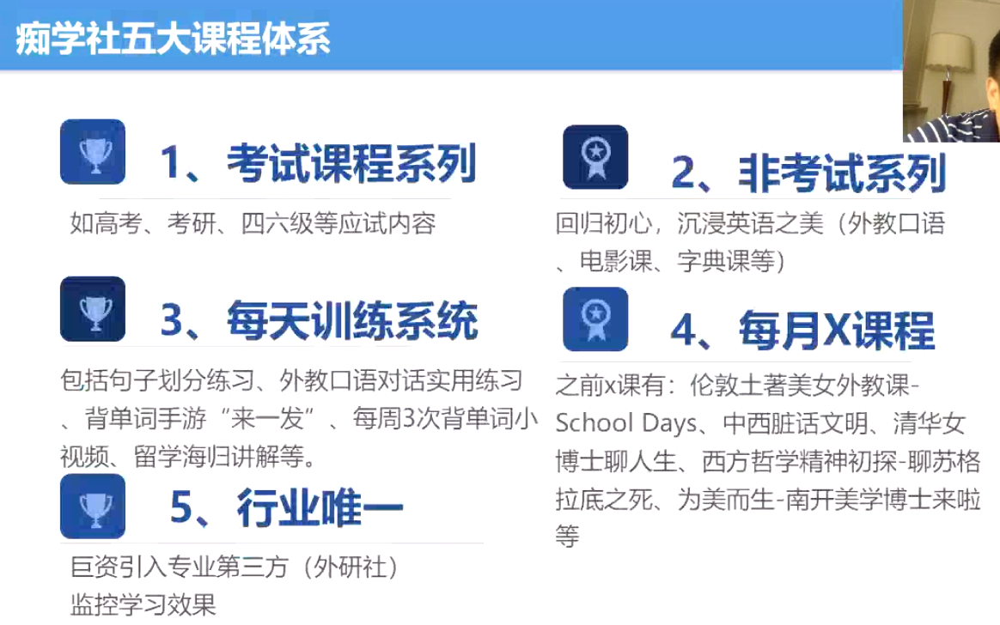 痴学社五大课程体系
1、考试课程系列
如高考、考研、四六级等应试内容
2、非考试系列
回归初心，沉浸英语之美（外教口语
、电影课、字典课等）
3、每天训练系统
包括句子划分练习、外教口语对话实用练习
、背单词手游“来一发”、每周3次背单词小
视频、留学海归讲解等。
4、每月X课程
之前x课有：伦敦土著美女外教课-
School Days、中西脏话文明、清华女
博士聊人生、西方哲学精神初探-聊苏格
拉底之死、为美而生-南开美学博士来啦
等
5、行业唯一
巨资引入专业第三方（外研社）
监控学习效果